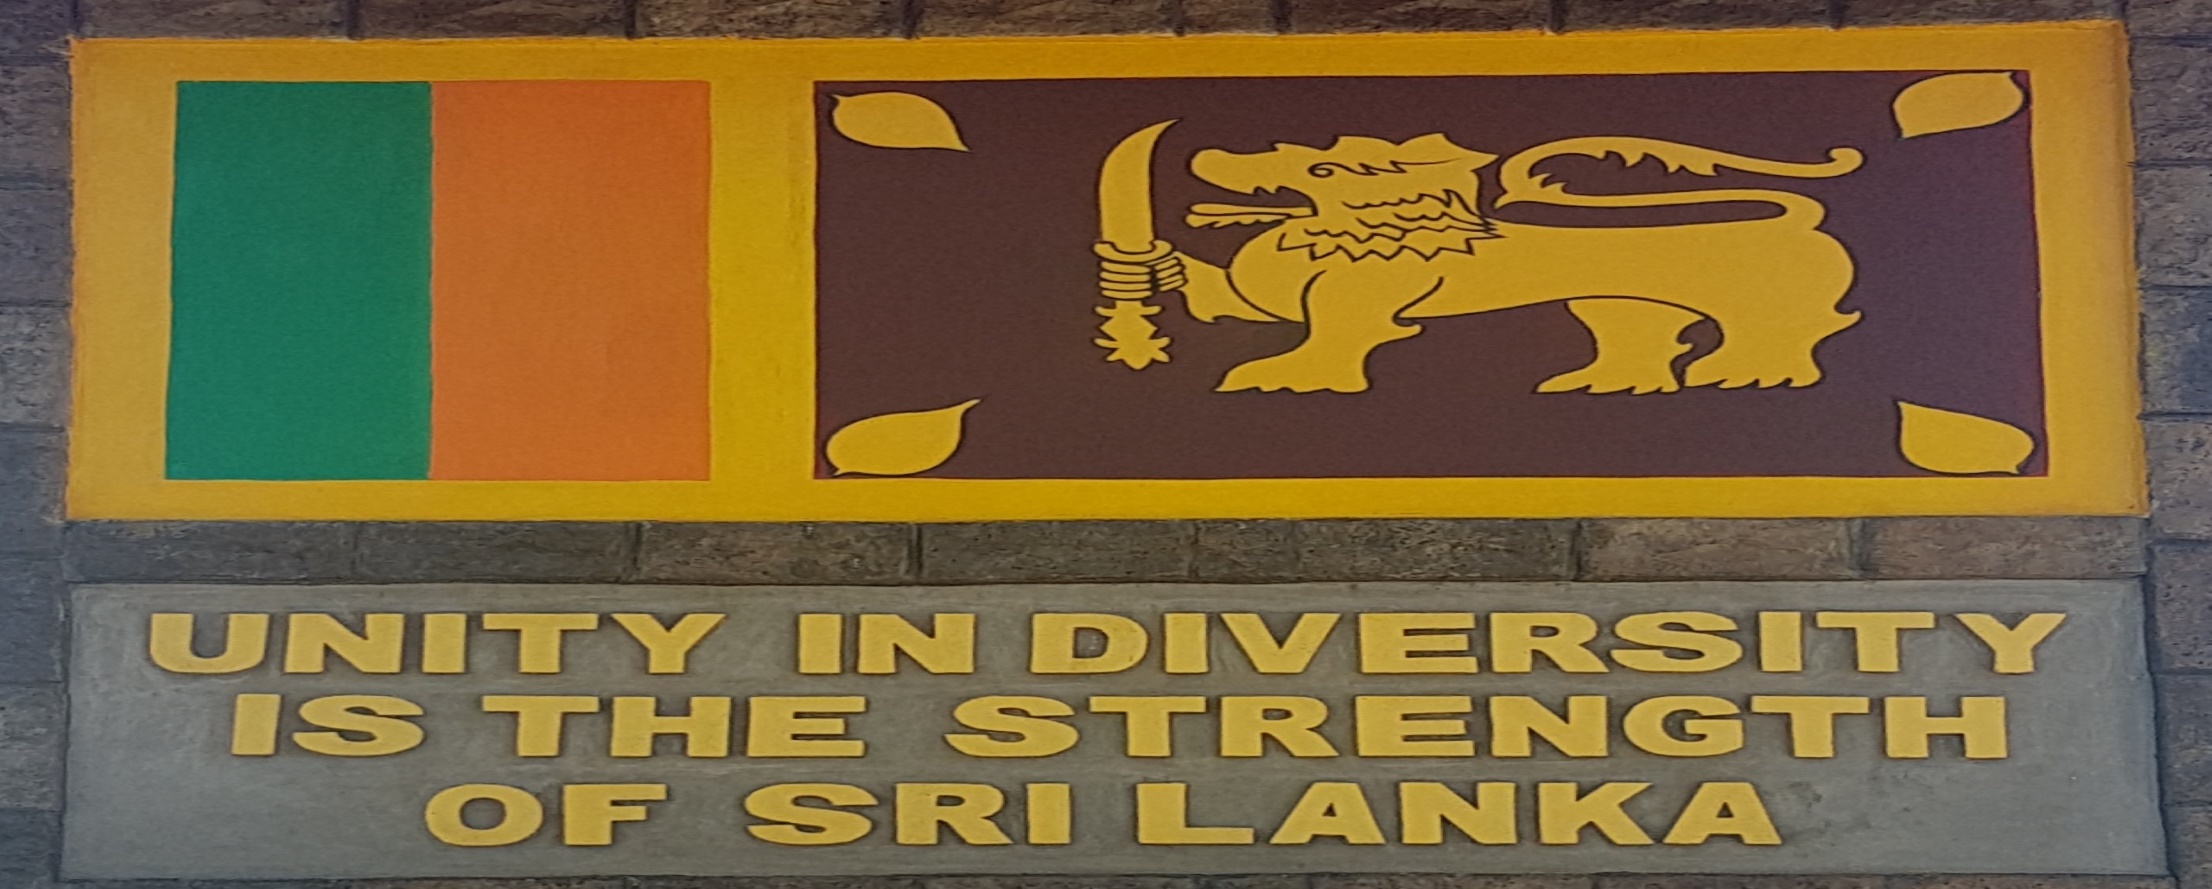 UNITY IN DIVERSITY
IS THE STRENGTH
OF SRI LANKA